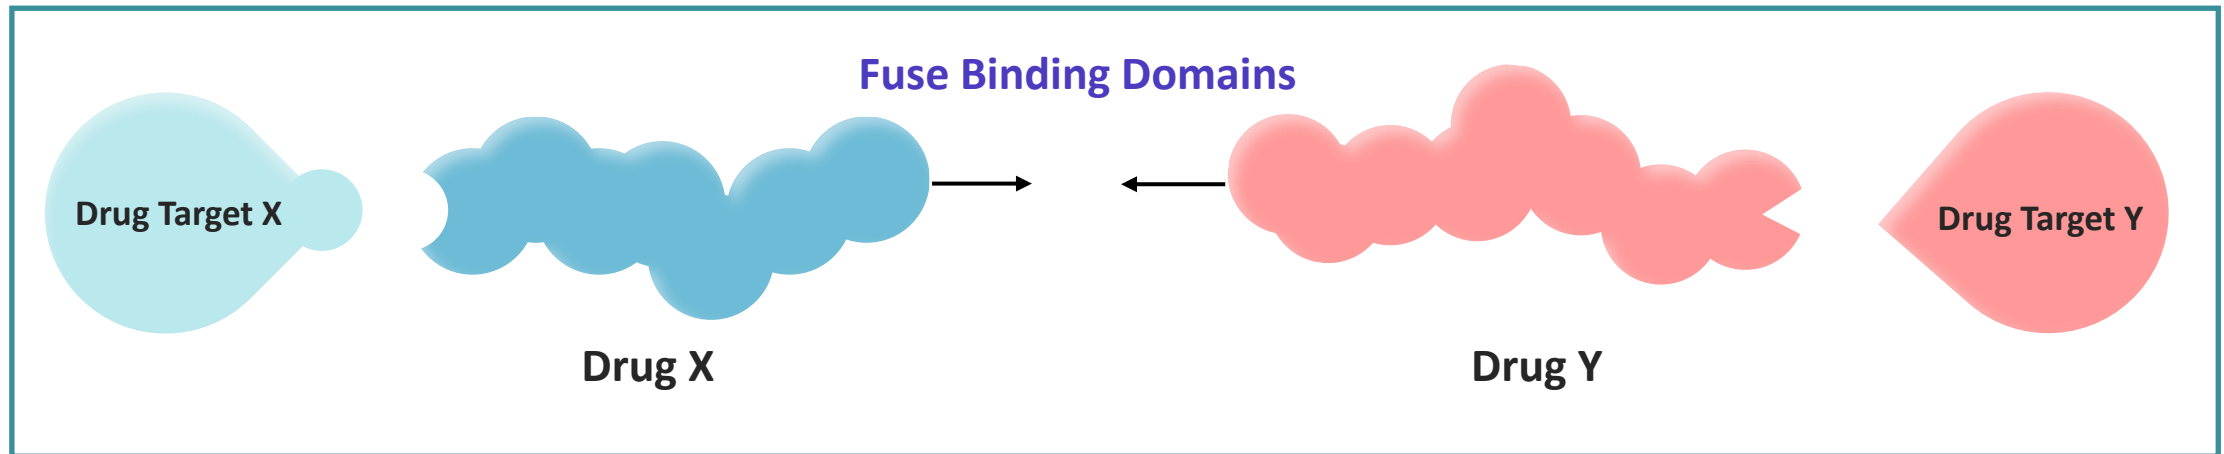 Fuse Binding Domains
Drug Target X
Drug Target Y
Drug X
Drug Y